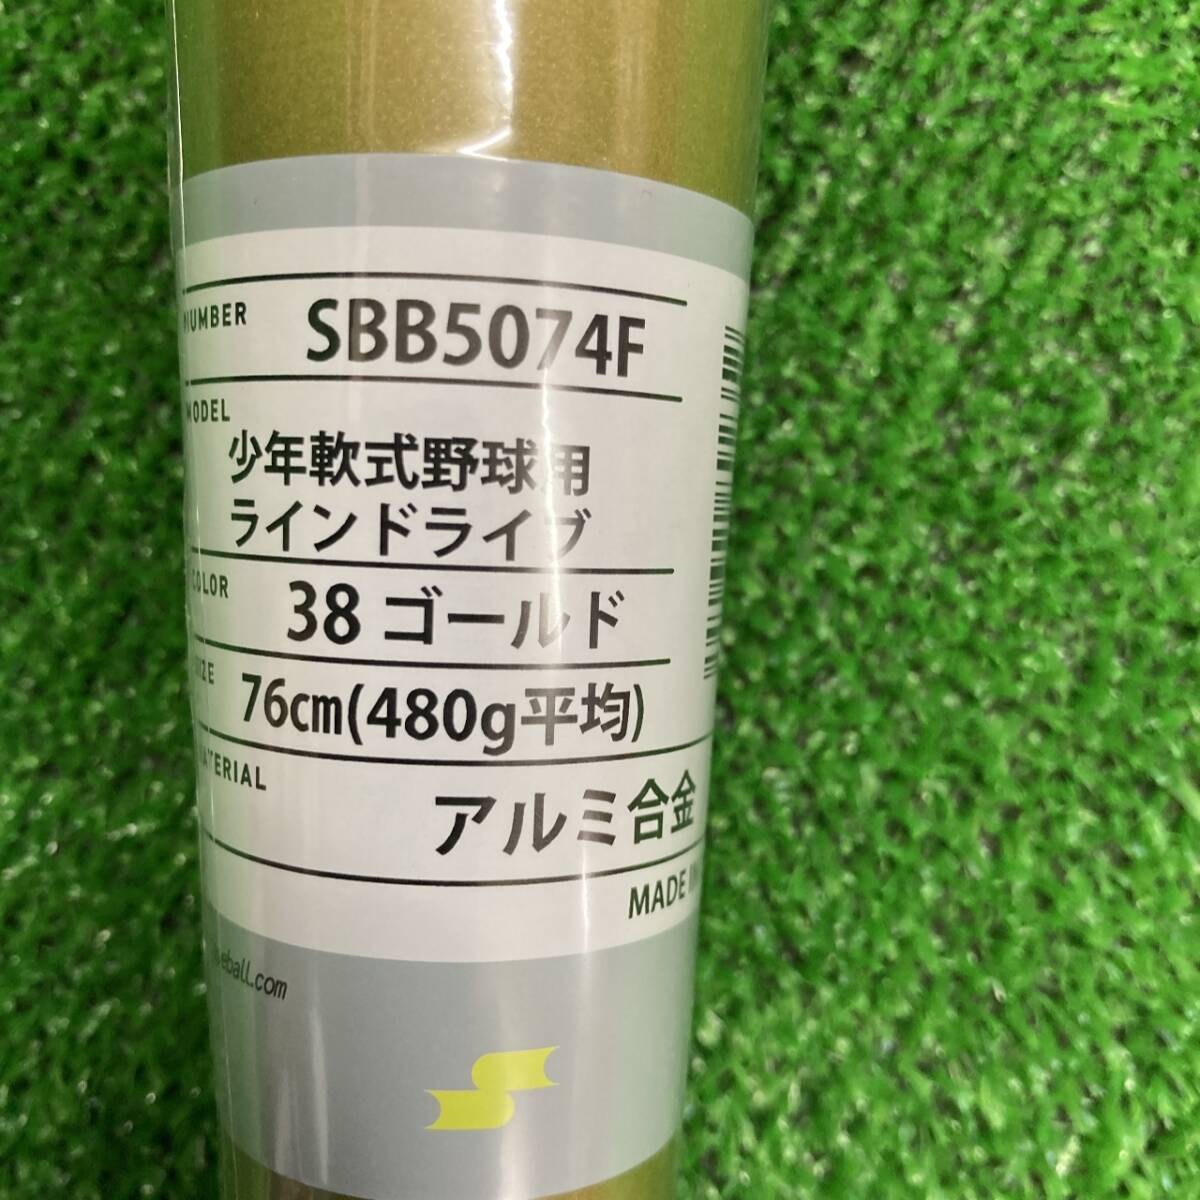 NUMBER
SBB5074F
MODEL
少年軟式野球用
ラインドライブ
COLOR
38 ゴールド
SIZE
76cm(480g平均)
MATERIAL
アルミ合金
MADE IN